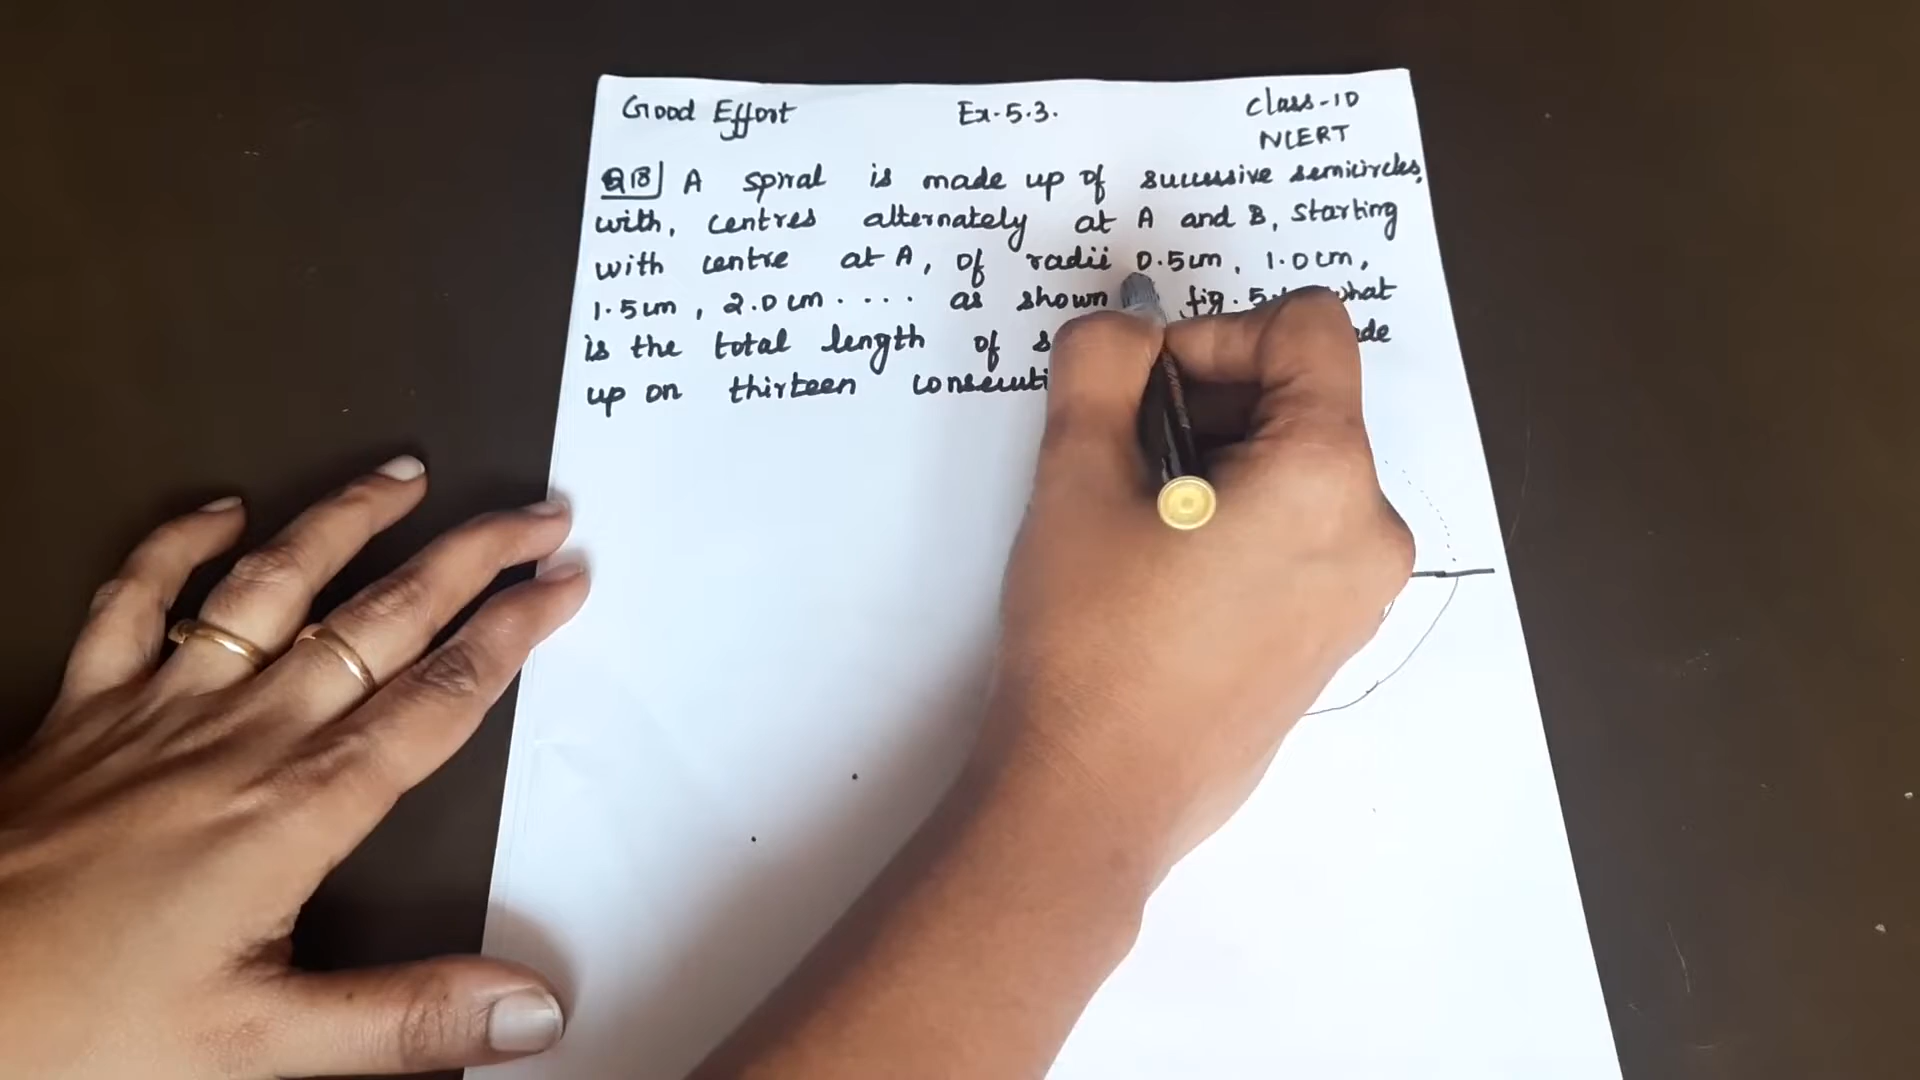 Good Effort Ex-5.3. Class-10
NCERT
Q18 A spiral is made up of successive semicircles,
with, centres alternately at A and B, starting
with centre at A, of radii 0.5cm, 1.0cm,
1.5cm, 2.0cm.... as shown fig. 5. what
is the total length of
up on thirteen